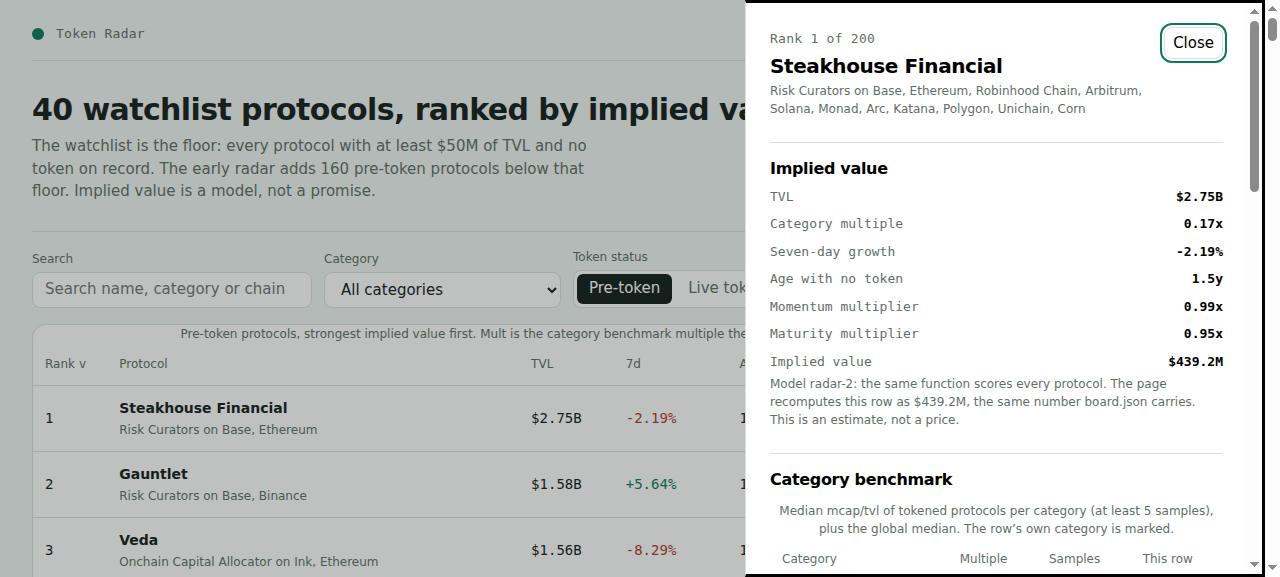 Token Radar
40 watchlist protocols, ranked by implied va
The watchlist is the floor: every protocol with at least $50M of TVL and no
token on record. The early radar adds 160 pre-token protocols below that
floor. Implied value is a model, not a promise.
Search
Category
Token status
Search name, category or chain
All categories
Pre-token
Live tok
Pre-token protocols, strongest implied value first. Mult is the category benchmark multiple the
Rank v
Protocol
TVL
7d
1
Steakhouse Financial
Risk Curators on Base, Ethereum
$2.75B
-2.19%
2
Gauntlet
Risk Curators on Base, Binance
$1.58B
+5.64%
3
Veda
Onchain Capital Allocator on Ink, Ethereum
$1.56B
-8.29%
Rank 1 of 200
Close
Steakhouse Financial
Risk Curators on Base, Ethereum, Robinhood Chain, Arbitrum,
Solana, Monad, Arc, Katana, Polygon, Unichain, Corn
Implied value
TVL $2.75B
Category multiple 0.17x
Seven-day growth -2.19%
Age with no token 1.5y
Momentum multiplier 0.99x
Maturity multiplier 0.95x
Implied value $439.2M
Model radar-2: the same function scores every protocol. The page
recomputes this row as $439.2M, the same number board.json carries.
This is an estimate, not a price.
Category benchmark
Median mcap/tvl of tokened protocols per category (at least 5 samples),
plus the global median. The row’s own category is marked.
Category Multiple Samples This row